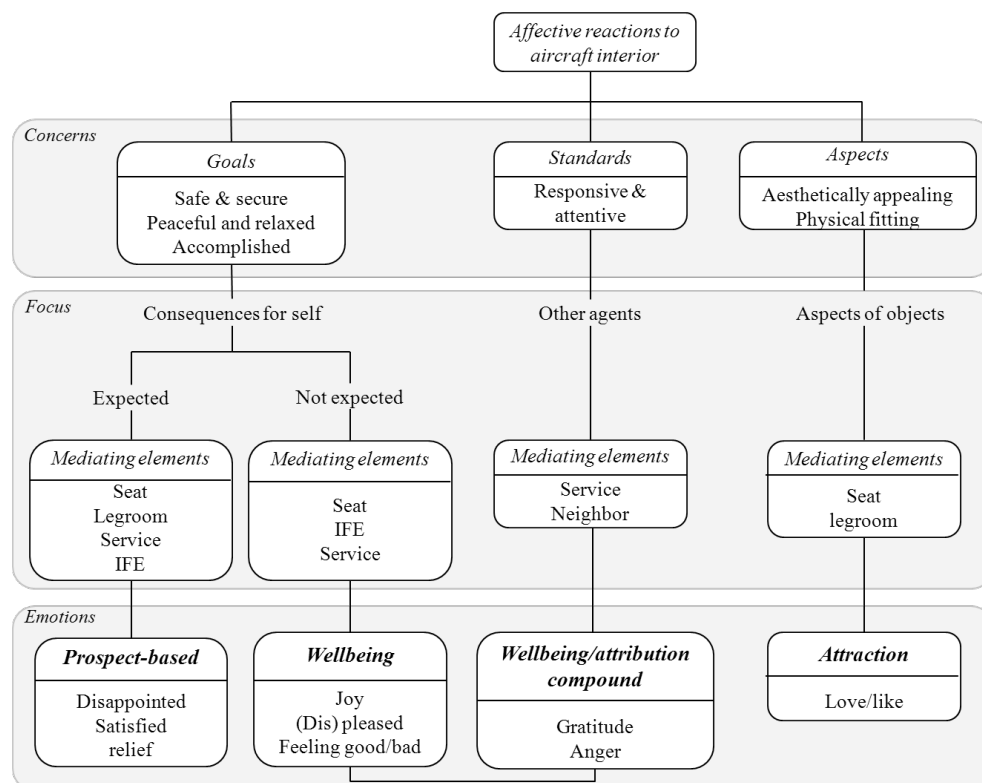 Affective reactions to
aircraft interior
Concerns
Goals
Safe & secure
Peaceful and relaxed
Accomplished
Standards
Responsive &
attentive
Aspects
Aesthetically appealing
Physical fitting
Focus
Consequences for self
Other agents
Aspects of objects
Expected
Not expected
Mediating elements
Seat
Legroom
Service
IFE
Mediating elements
Seat
IFE
Service
Mediating elements
Service
Neighbor
Mediating elements
Seat
legroom
Emotions
Prospect-based
Disappointed
Satisfied
relief
Wellbeing
Joy
(Dis) pleased
Feeling good/bad
Wellbeing/attribution
compound
Gratitude
Anger
Attraction
Love/like